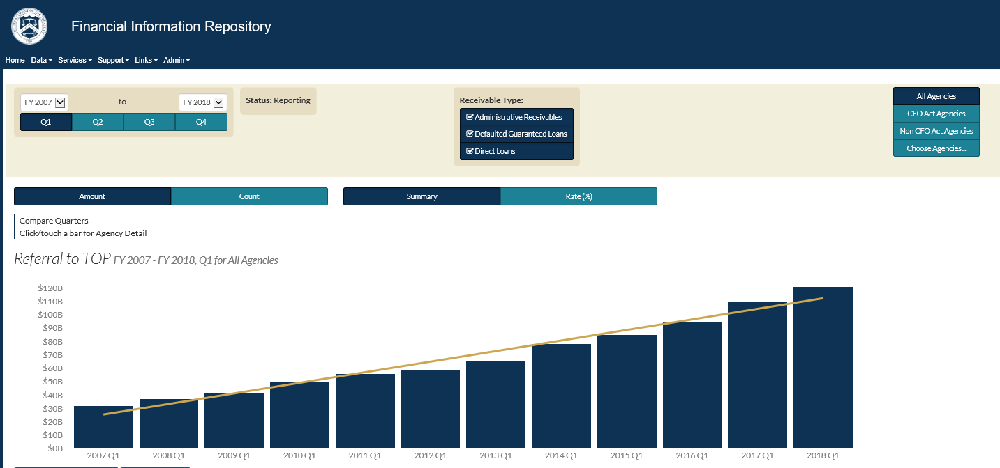 Financial Information Repository
Home Data Services Support Links Admin
FY 2007 to FY 2018
Q1 Q2 Q3 Q4
Status: Reporting
Receivable Type:
Administrative Receivables
Defaulted Guaranteed Loans
Direct Loans
All Agencies
CFO Act Agencies
Non CFO Act Agencies
Choose Agencies...
Amount Count Summary Rate (%)
Compare Quarters
Click/touch a bar for Agency Detail
Referral to TOP FY 2007 - FY 2018, Q1 for All Agencies
$120B
$110B
$100B
$90B
$80B
$70B
$60B
$50B
$40B
$30B
$20B
$10B
$0B
2007 Q1 2008 Q1 2009 Q1 2010 Q1 2011 Q1 2012 Q1 2013 Q1 2014 Q1 2015 Q1 2016 Q1 2017 Q1 2018 Q1